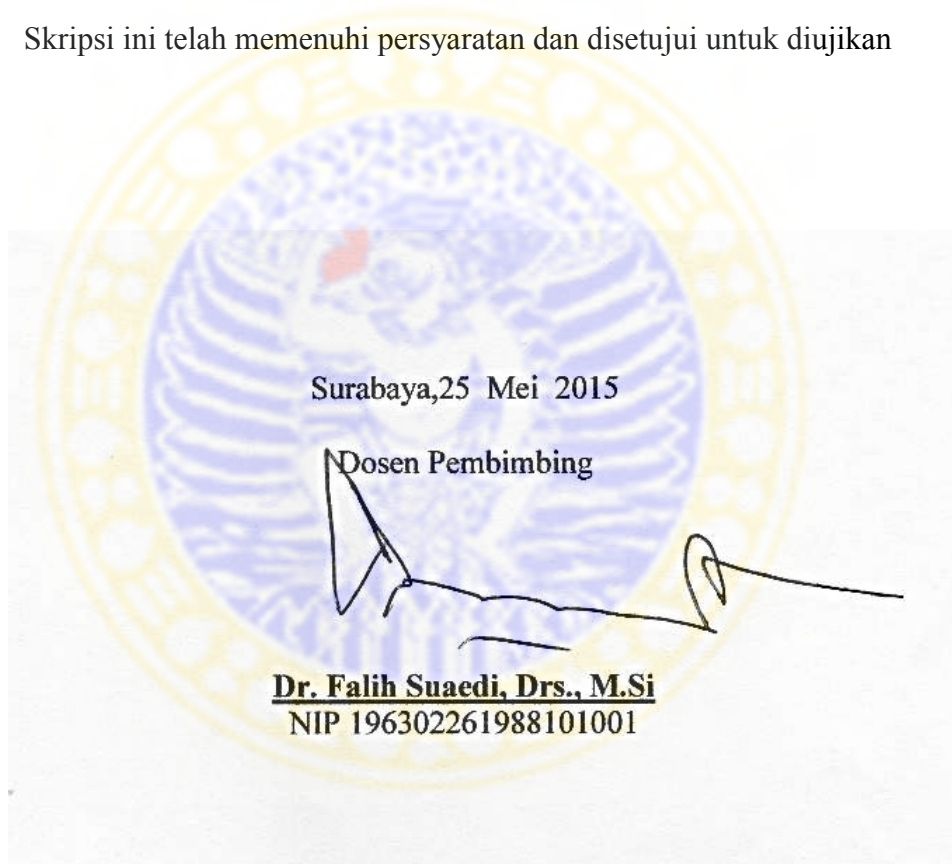 Skripsi ini telah memenuhi persyaratan dan disetujui untuk diujikan
Surabaya,25 Mei 2015
Dosen Pembimbing
Dr. Falih Suaedi, Drs., M.Si
NIP 196302261988101001